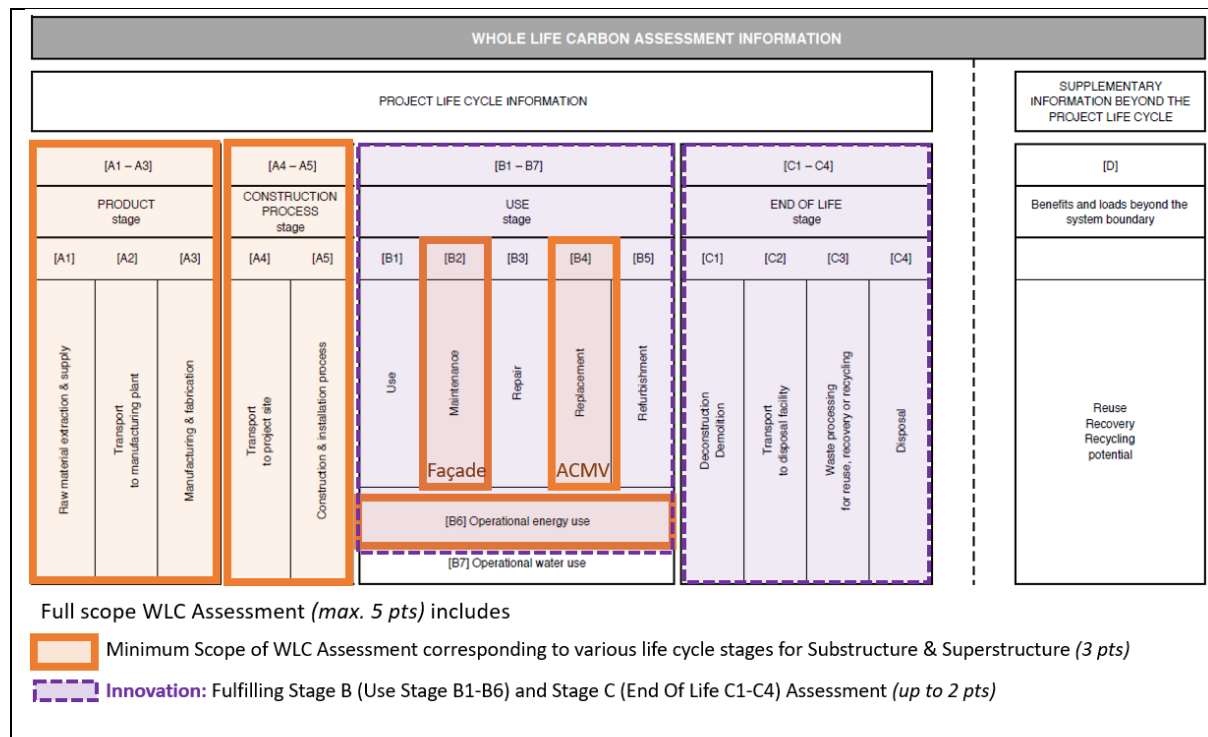 WHOLE LIFE CARBON ASSESSMENT INFORMATION
PROJECT LIFE CYCLE INFORMATION
SUPPLEMENTARY
INFORMATION BEYOND THE
PROJECT LIFE CYCLE
[A1 – A3]
[A4 – A5]
[B1 – B7]
[C1 – C4]
[D]
PRODUCT
stage
CONSTRUCTION
PROCESS
stage
USE
stage
END OF LIFE
stage
Benefits and loads beyond the
system boundary
[A1]
[A2]
[A3]
[A4]
[A5]
[B1]
[B2]
[B3]
[B4]
[B5]
[C1]
[C2]
[C3]
[C4]
Raw material extraction & supply
Transport
to manufacturing plant
Manufacturing & fabrication
Transport
to project site
Construction & installation process
Use
Maintenance
Façade
Repair
Replacement
ACMV
Refurbishment
Deconstruction
Demolition
Transport
to disposal facility
Waste processing
for reuse, recovery or recycling
Disposal
Reuse
Recovery
Recycling
potential
[B6] Operational energy use
[B7] Operational water use
Full scope WLC Assessment (max. 5 pts) includes
Minimum Scope of WLC Assessment corresponding to various life cycle stages for Substructure & Superstructure (3 pts)
Innovation: Fulfilling Stage B (Use Stage B1-B6) and Stage C (End Of Life C1-C4) Assessment (up to 2 pts)